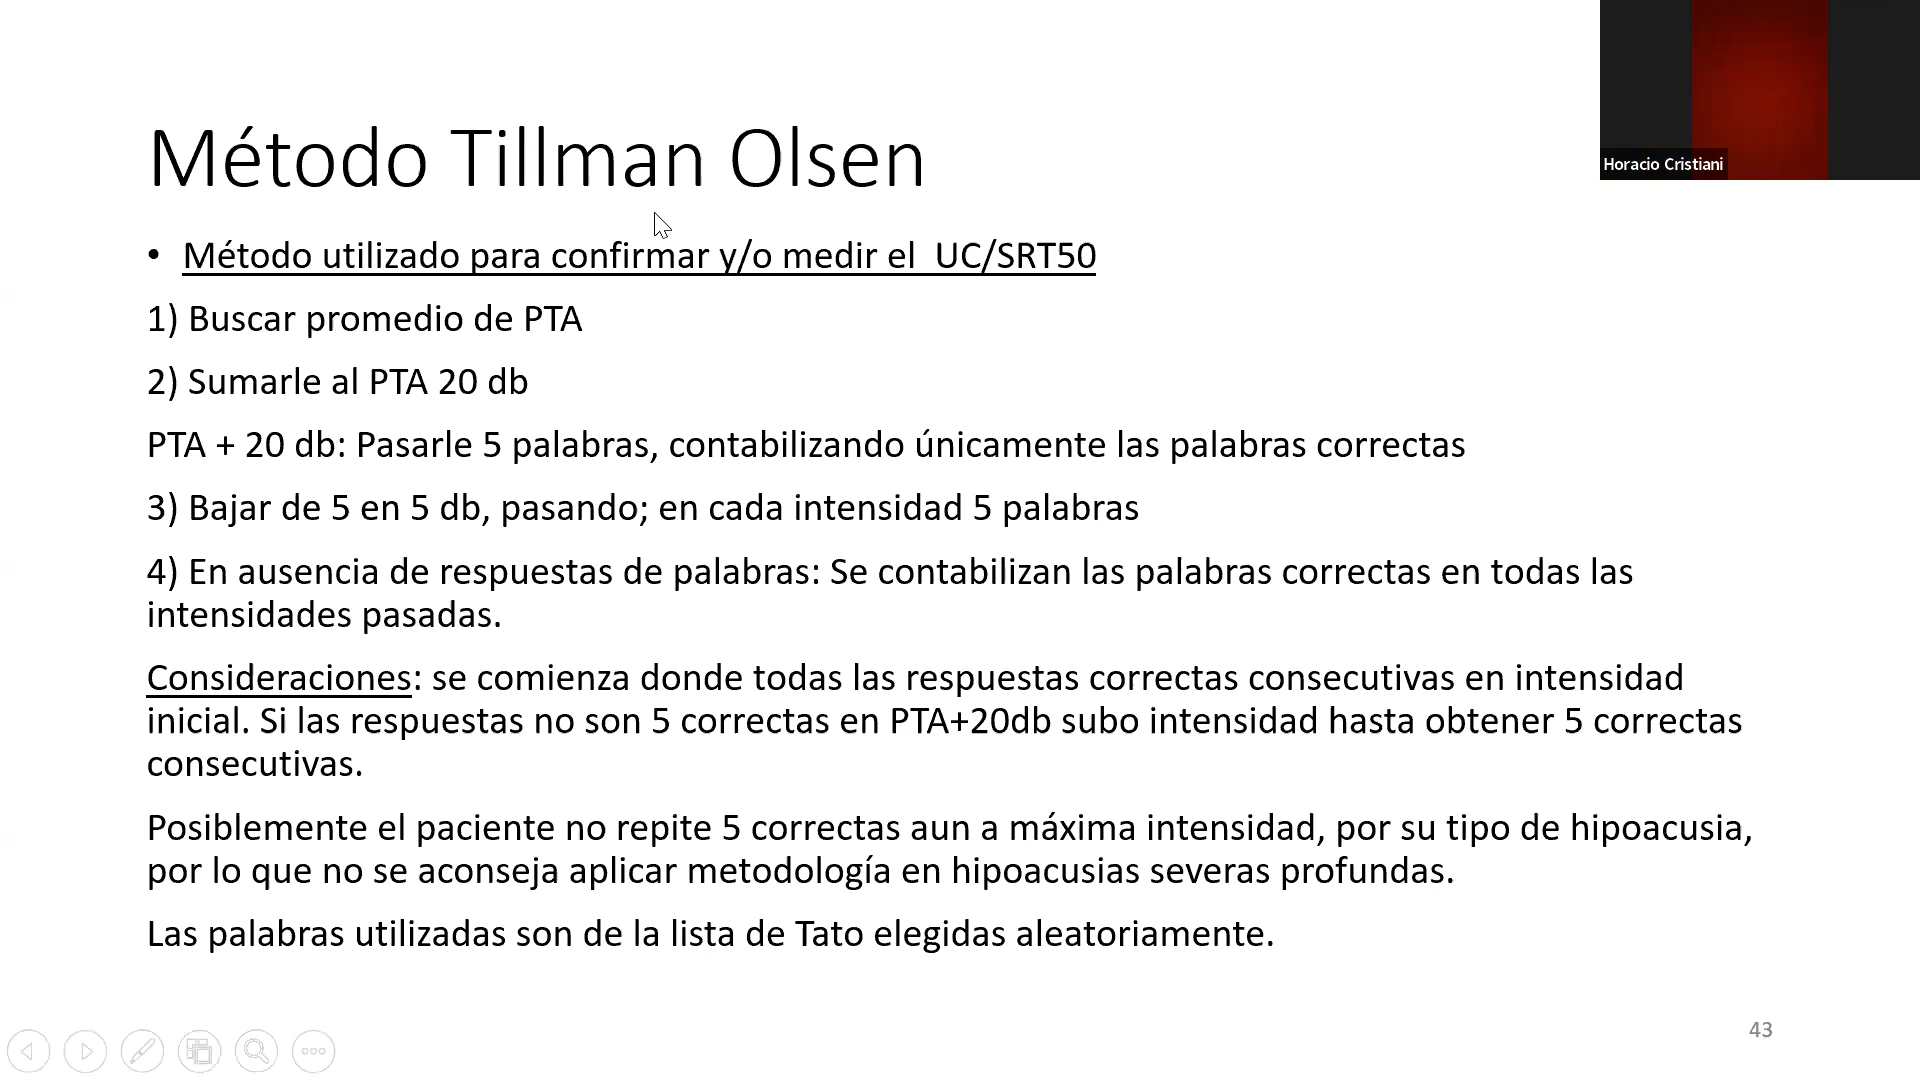 Horacio Cristiani
Método Tillman Olsen
• Método utilizado para confirmar y/o medir el  UC/SRT50
1) Buscar promedio de PTA
2) Sumarle al PTA 20 db
PTA + 20 db: Pasarle 5 palabras, contabilizando únicamente las palabras correctas
3) Bajar de 5 en 5 db, pasando; en cada intensidad 5 palabras
4) En ausencia de respuestas de palabras: Se contabilizan las palabras correctas en todas las
intensidades pasadas.
Consideraciones: se comienza donde todas las respuestas correctas consecutivas en intensidad
inicial. Si las respuestas no son 5 correctas en PTA+20db subo intensidad hasta obtener 5 correctas
consecutivas.
Posiblemente el paciente no repite 5 correctas aun a máxima intensidad, por su tipo de hipoacusia,
por lo que no se aconseja aplicar metodología en hipoacusias severas profundas.
Las palabras utilizadas son de la lista de Tato elegidas aleatoriamente.
43